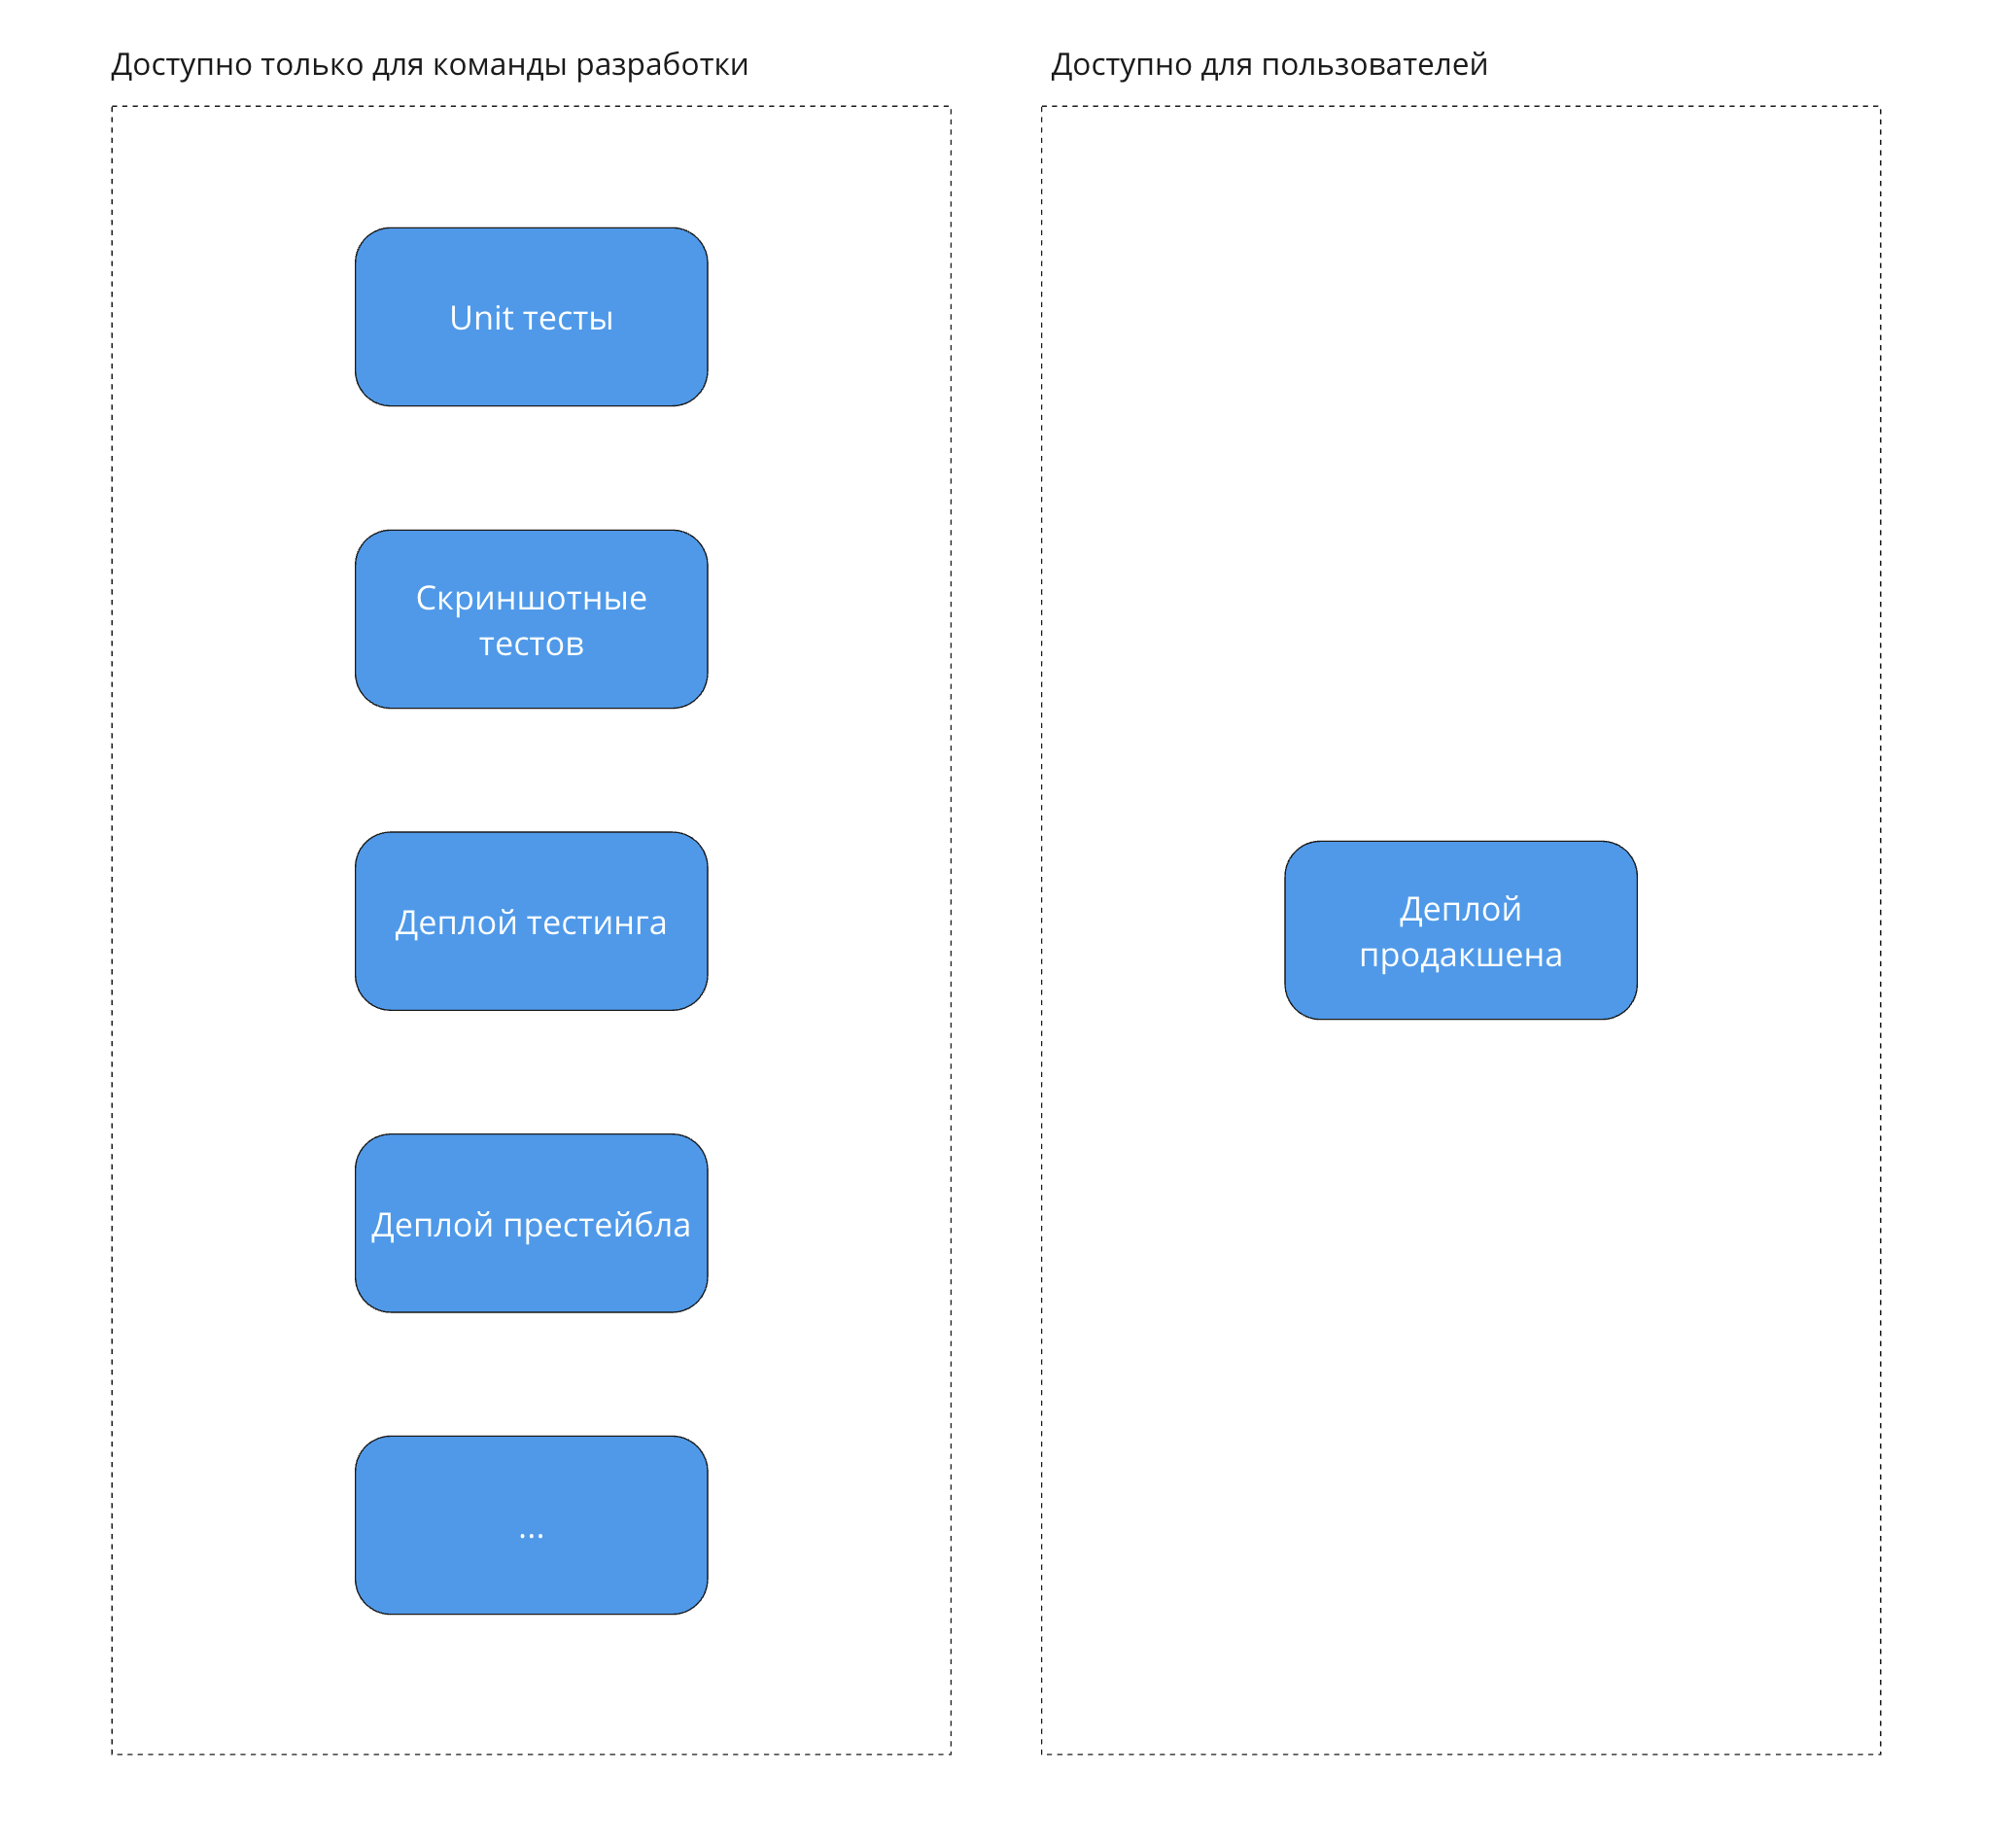 Доступно только для команды разработки
Доступно для пользователей
Unit тесты
Скриншотные
тестов
Деплой тестинга
Деплой престейбла
...
Деплой
продакшена